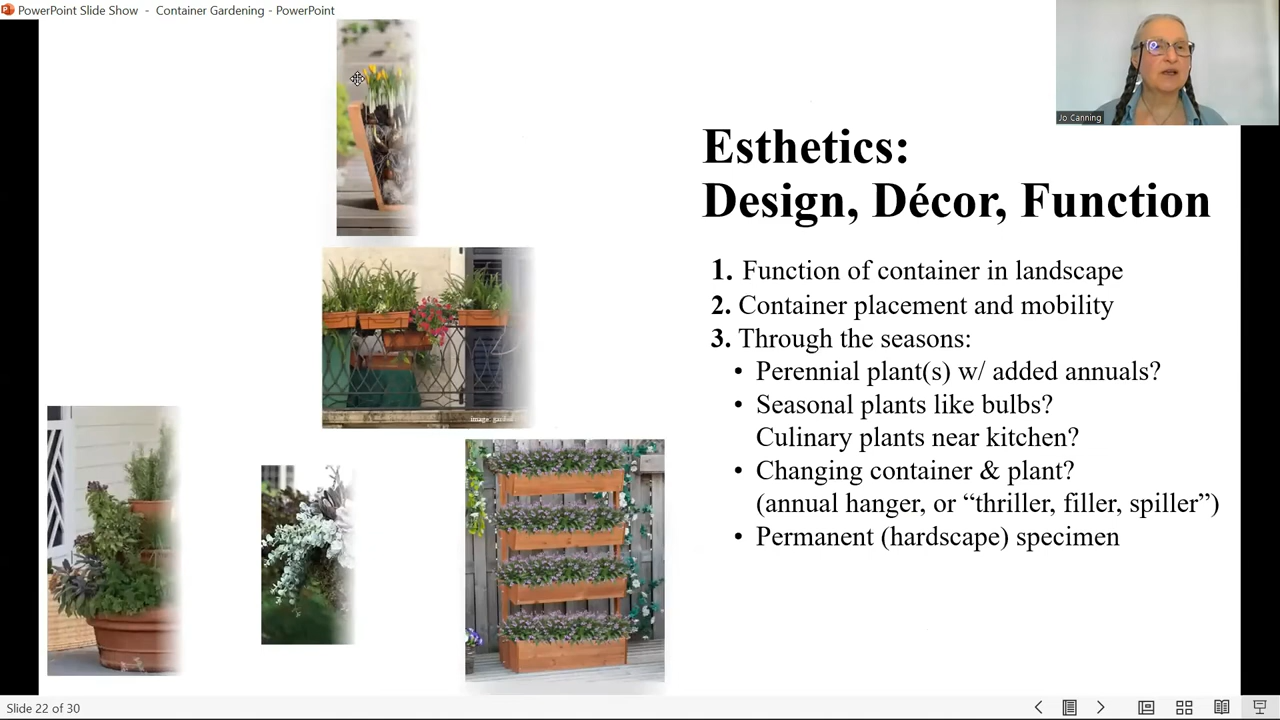 PowerPoint Slide Show - Container Gardening - PowerPoint
Jo Canning
Esthetics:
Design, Décor, Function
1. Function of container in landscape
2. Container placement and mobility
3. Through the seasons:
• Perennial plant(s) w/ added annuals?
• Seasonal plants like bulbs?
Culinary plants near kitchen?
• Changing container & plant?
(annual hanger, or “thriller, filler, spiller”)
• Permanent (hardscape) specimen
image:
Slide 22 of 30